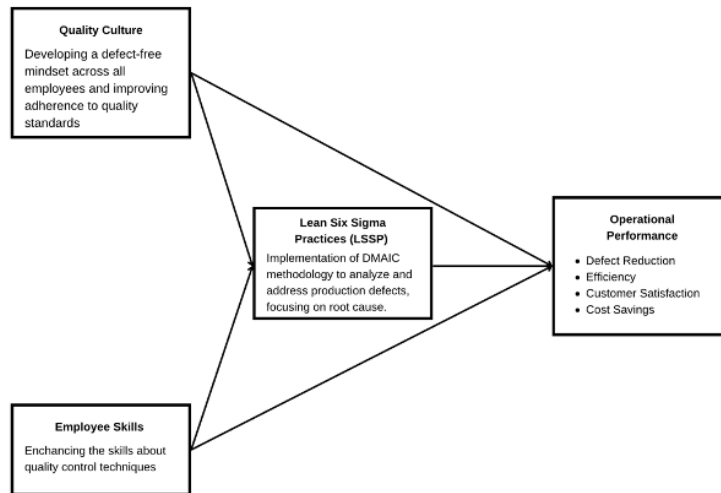 Quality Culture
Developing a defect-free
mindset across all
employees and improving
adherence to quality
standards
Lean Six Sigma
Practices (LSSP)
Implementation of DMAIC
methodology to analyze and
address production defects,
focusing on root cause.
Operational
Performance
• Defect Reduction
• Efficiency
• Customer Satisfaction
• Cost Savings
Employee Skills
Enchancing the skills about
quality control techniques